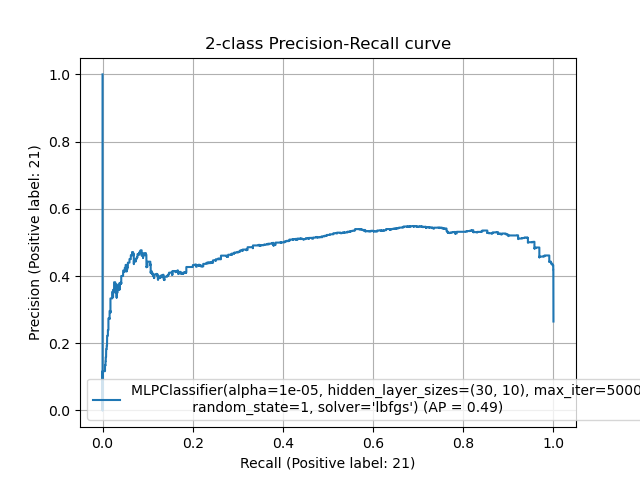 2-class Precision-Recall curve
1.0
0.8
0.6
0.4
0.2
0.0
Precision (Positive label: 21)
MLPClassifier(alpha=1e-05, hidden_layer_sizes=(30, 10), max_iter=5000
random_state=1, solver='lbfgs') (AP = 0.49)
0.0 0.2 0.4 0.6 0.8 1.0
Recall (Positive label: 21)